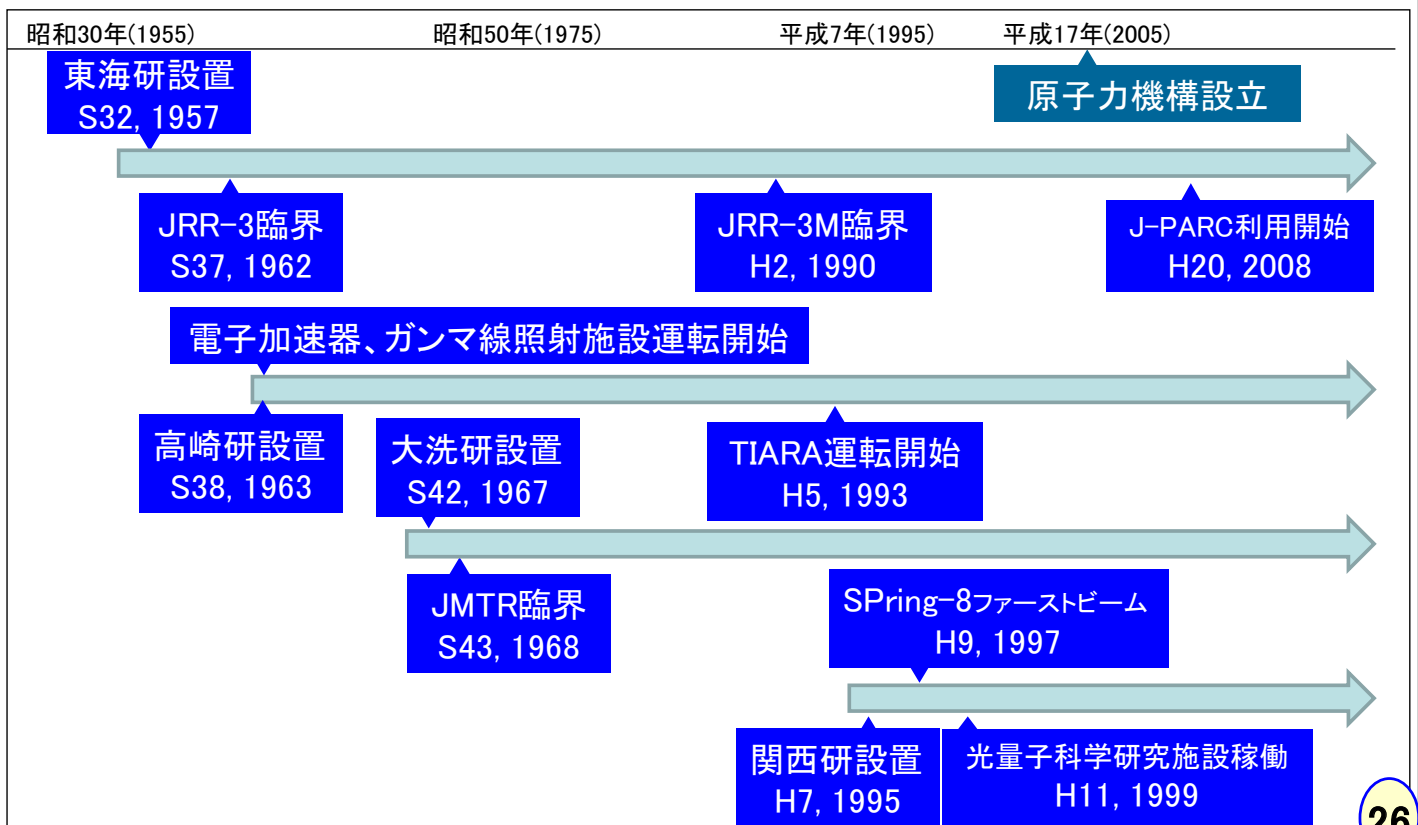 昭和30年(1955)
昭和50年(1975)
平成7年(1995)
平成17年(2005)
東海研設置
S32, 1957
原子力機構設立
JRR-3臨界
S37, 1962
JRR-3M臨界
H2, 1990
J-PARC利用開始
H20, 2008
電子加速器、ガンマ線照射施設運転開始
高崎研設置
S38, 1963
大洗研設置
S42, 1967
TIARA運転開始
H5, 1993
JMTR臨界
S43, 1968
SPring-8ファーストビーム
H9, 1997
関西研設置
H7, 1995
光量子科学研究施設稼働
H11, 1999
26